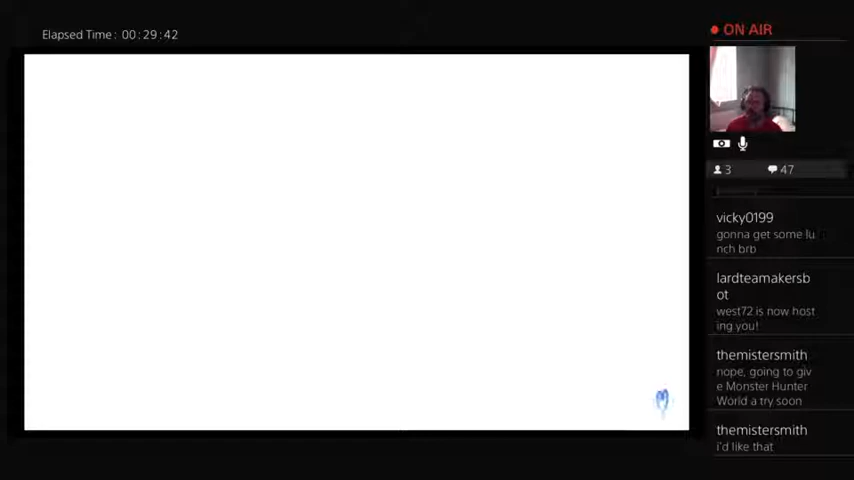 Elapsed Time: 00:29:42
ON AIR
3 47
vicky0199
gonna get some lu
nch brb
lardteamakersb
ot
west72 is now host
ing you!
themistersmith
nope, going to giv
e Monster Hunter
World a try soon
themistersmith
i'd like that